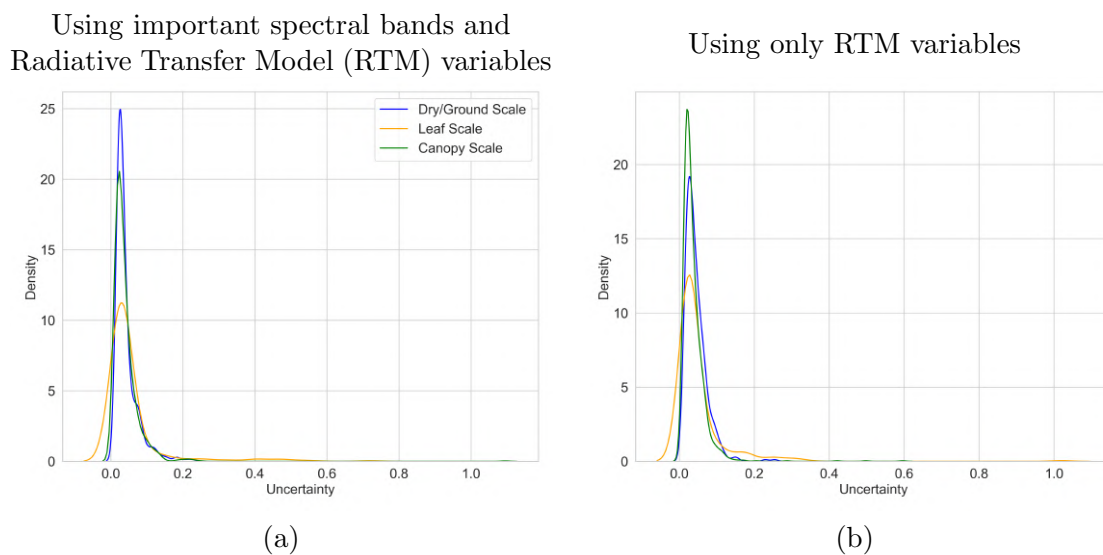 Using important spectral bands and
Radiative Transfer Model (RTM) variables
25
20
15
10
5
0
Density
0.0 0.2 0.4 0.6 0.8 1.0
Uncertainty
Dry/Ground Scale
Leaf Scale
Canopy Scale
(a)
Using only RTM variables
20
15
10
5
0
Density
0.0 0.2 0.4 0.6 0.8 1.0
Uncertainty
(b)